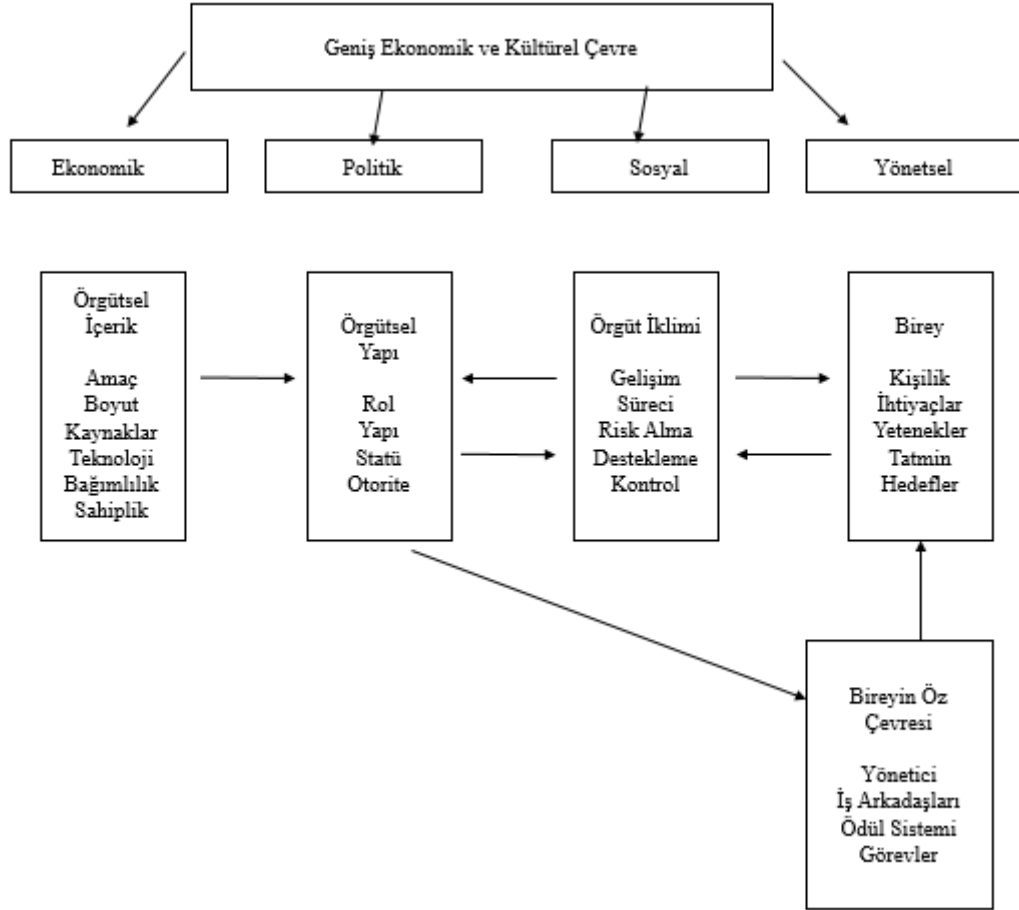 Geniş Ekonomik ve Kültürel Çevre
Ekonomik
Politik
Sosyal
Yönetsel
Örgütsel
İçerik
Amaç
Boyut
Kaynaklar
Teknoloji
Bağımlılık
Sahiplik
Örgütsel
Yapı
Rol
Yapı
Statü
Otorite
Örgüt İklimi
Gelişim
Süreci
Risk Alma
Destekleme
Kontrol
Birey
Kişilik
İhtiyaçlar
Yetenekler
Tatmin
Hedefler
Bireyin Öz
Çevresi
Yönetici
İş Arkadaşları
Ödül Sistemi
Görevler